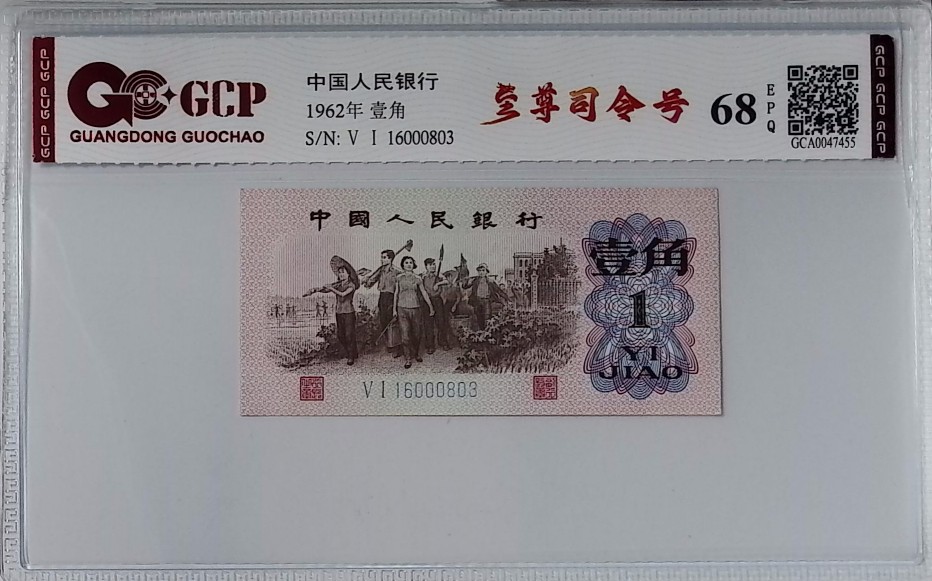 GCP GCP GCP
GCP
GUANGDONG GUOCHAO
中国人民银行
1962年 壹角
S/N: V I 16000803
至尊司令号
68
EPQ
GCA0047455
GCP GCP GCP
中國人民銀行
壹角
1
YI
JIAO
V I 16000803